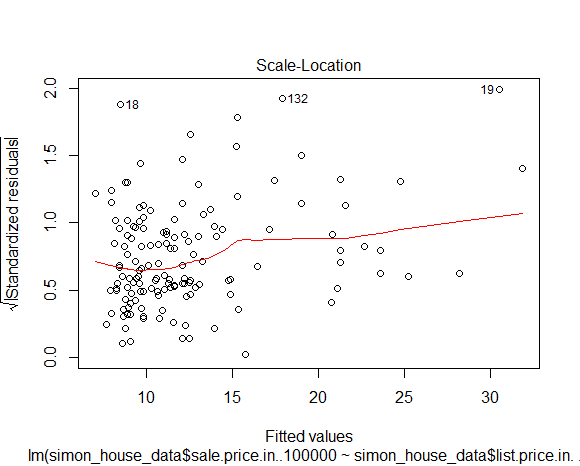 Scale-Location
√|Standardized residuals|
2.0
1.5
1.0
0.5
0.0
18
132
19
10 15 20 25 30
Fitted values
lm(simon_house_data$sale.price.in..100000 ~ simon_house_data$list.price.in. .